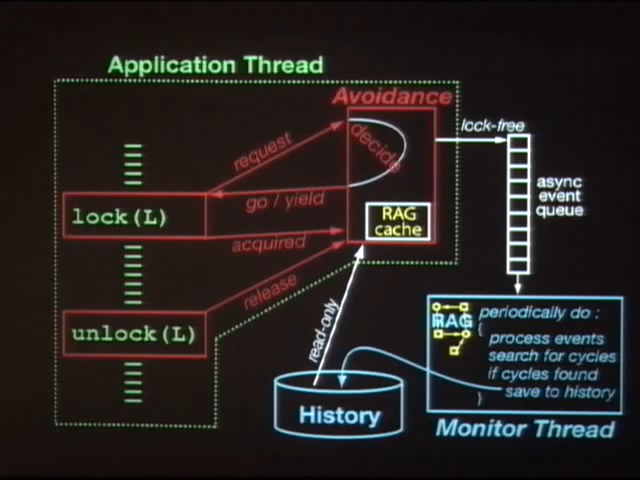 Application Thread
Avoidance
request
decide
lock-free
go / yield
lock(L)
RAG
cache
async
event
queue
acquired
release
unlock(L)
read-only
RAG
periodically do :
{
process events
search for cycles
if cycles found
save to history
}
History
Monitor Thread